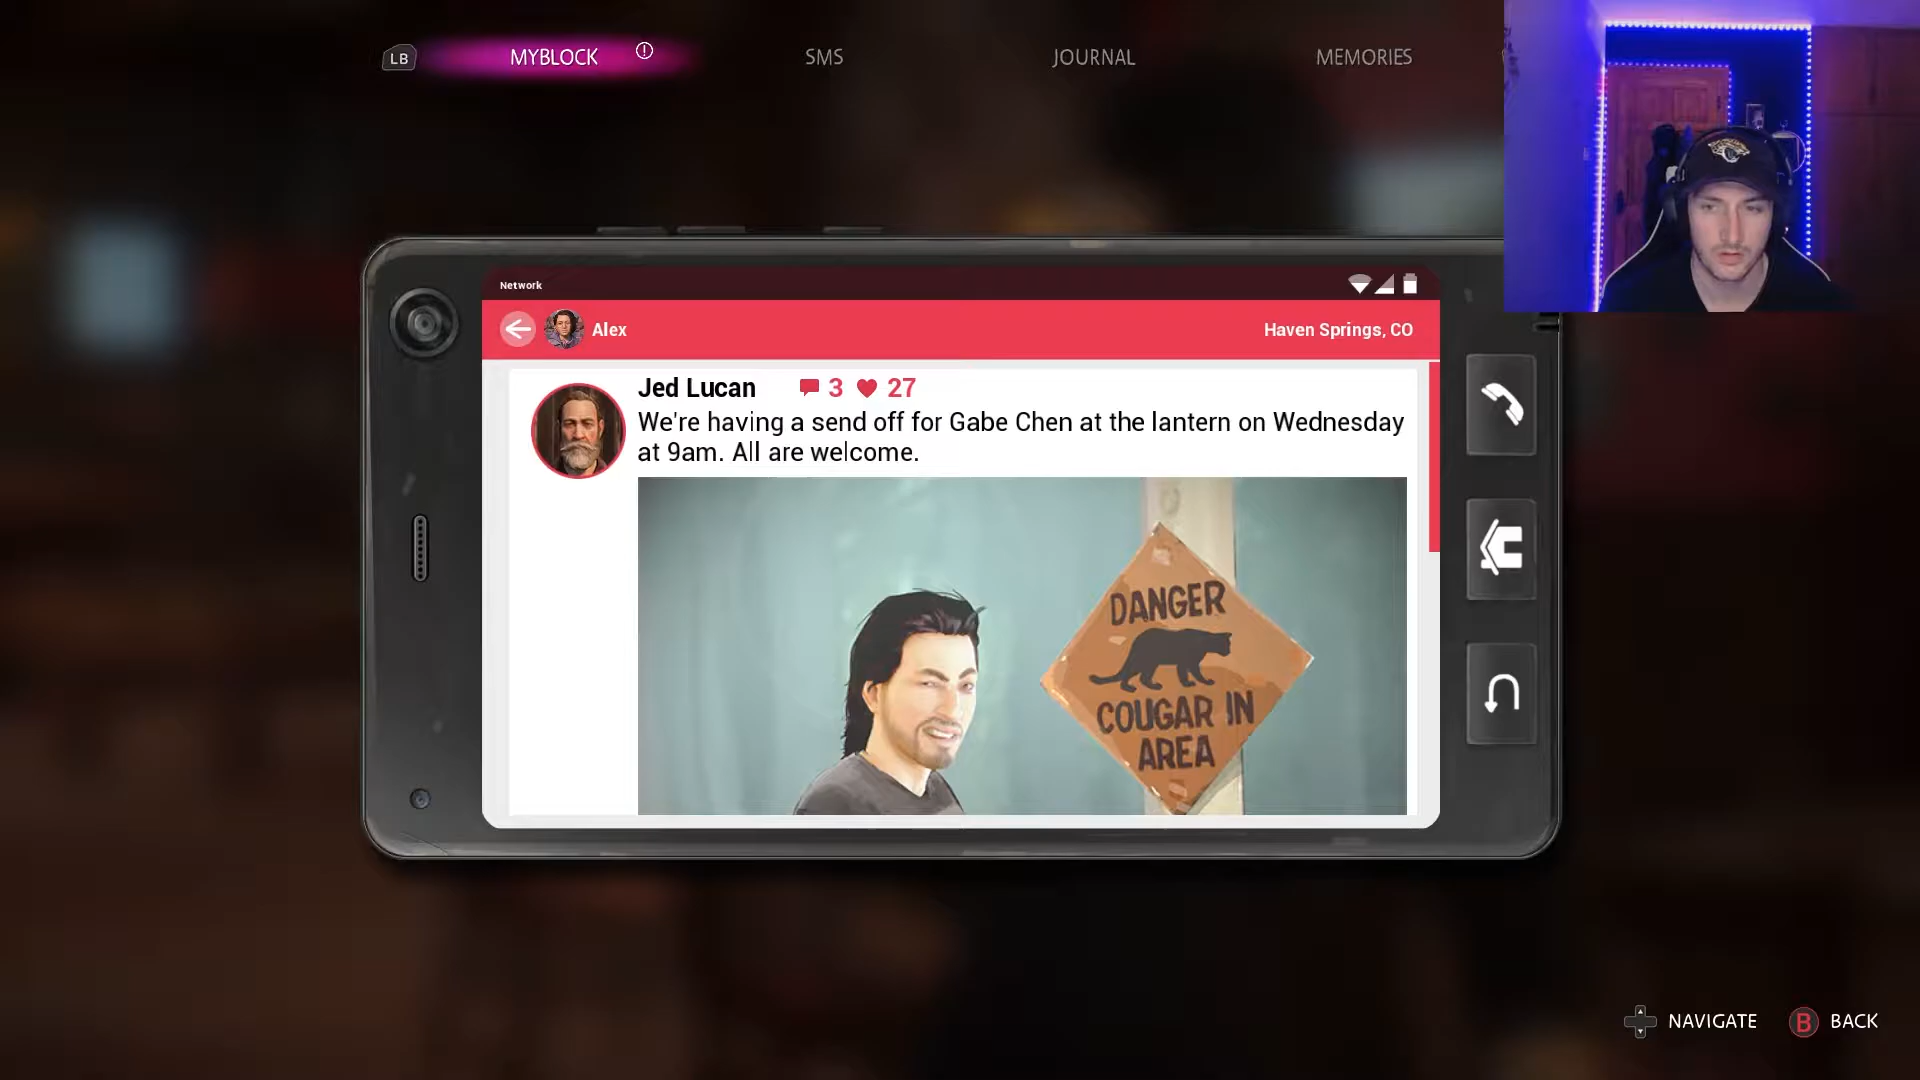 LB MYBLOCK ! SMS JOURNAL MEMORIES
Network
Alex Haven Springs, CO
Jed Lucan 3 27
We're having a send off for Gabe Chen at the lantern on Wednesday
at 9am. All are welcome.
DANGER
COUGAR IN
AREA
NAVIGATE B BACK